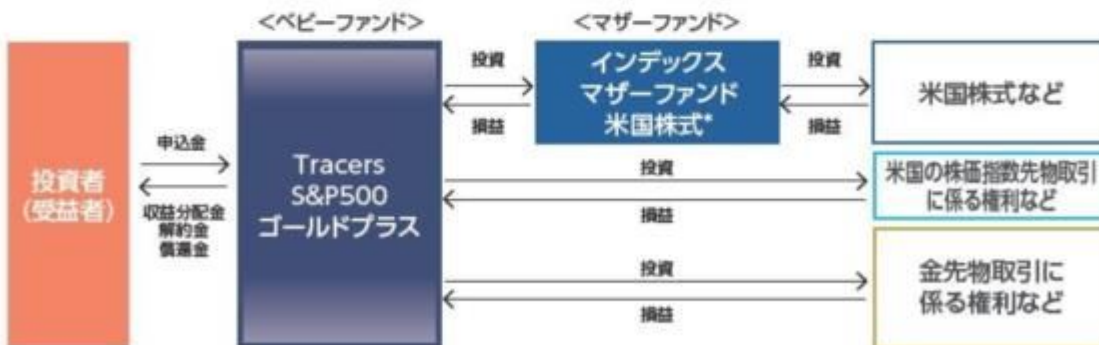 <ベビーファンド>
<マザーファンド>
投資者
(受益者)
申込金
収益分配金
解約金
償還金
Tracers
S&P500
ゴールドプラス
投資
損益
インデックス
マザーファンド
米国株式*
投資
損益
米国株式など
投資
損益
米国の株価指数先物取引
に係る権利など
投資
損益
金先物取引に
係る権利など